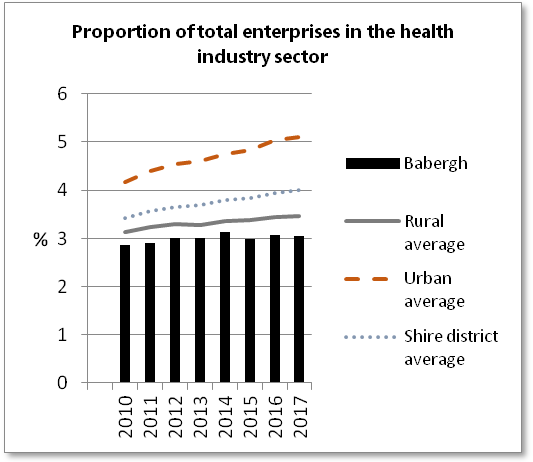 Proportion of total enterprises in the health
industry sector
6
5
4
3
2
1
0
%
2010
2011
2012
2013
2014
2015
2016
2017
Babergh
Rural
average
Urban
average
Shire district
average